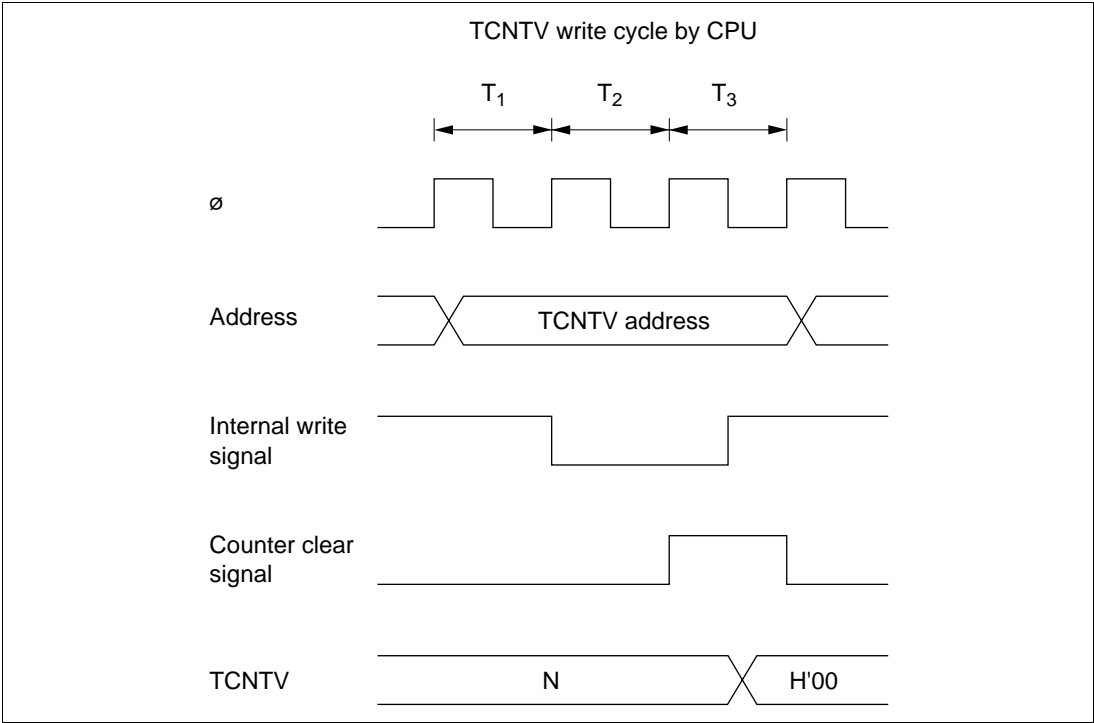 TCNTV write cycle by CPU
T1 T2 T3
ø
Address
TCNTV address
Internal write
signal
Counter clear
signal
TCNTV
N
H'00